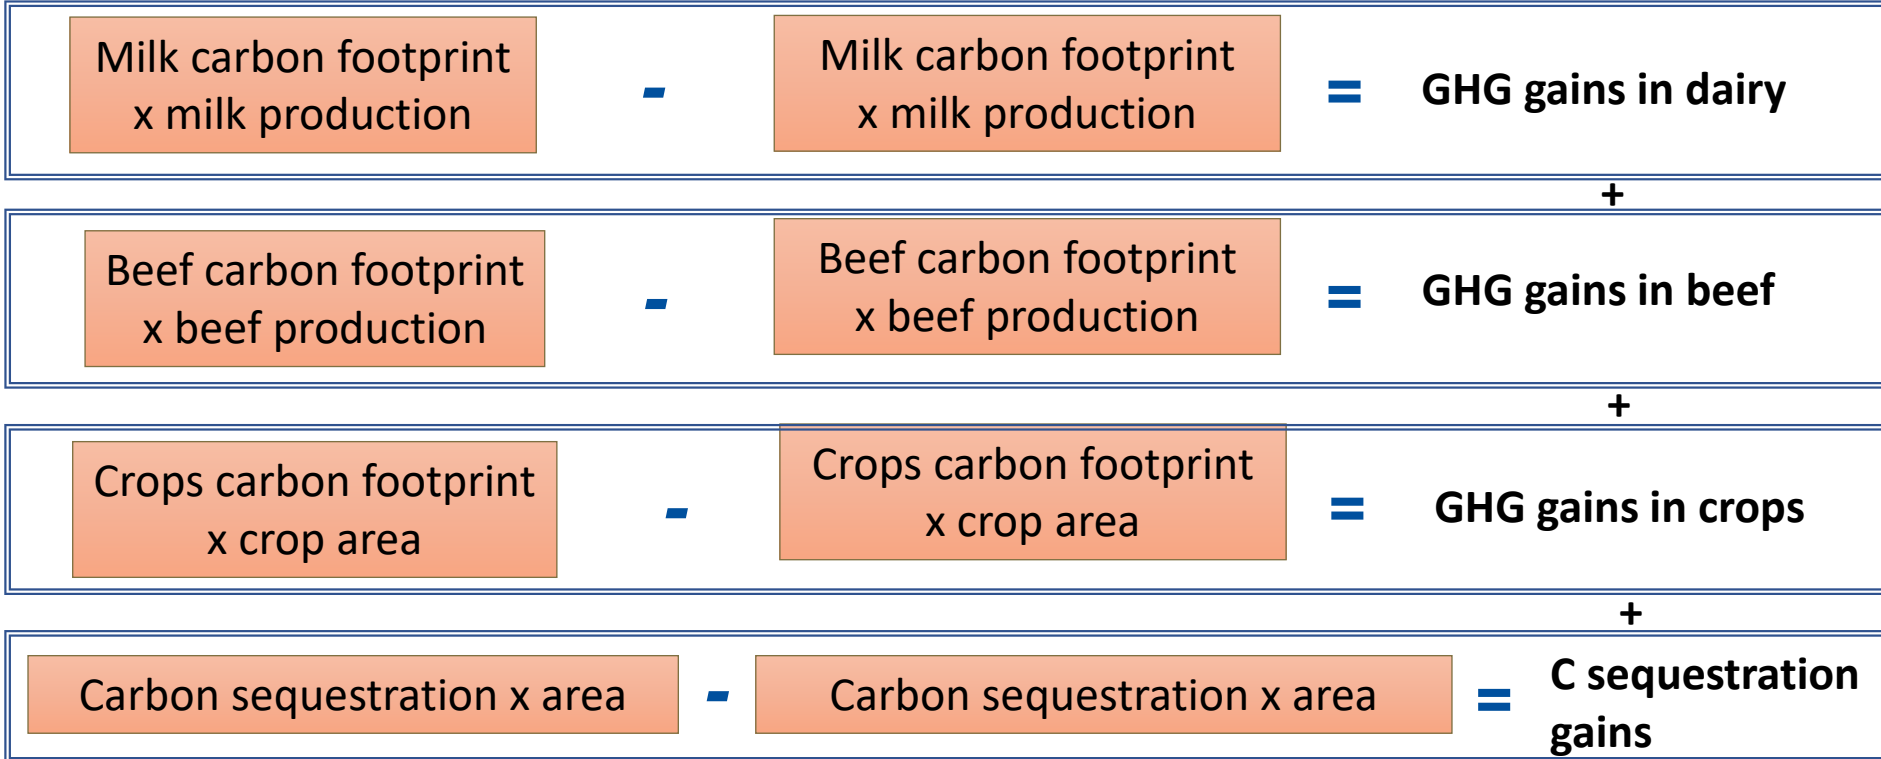 Milk carbon footprint
x milk production
-
Milk carbon footprint
x milk production
=
GHG gains in dairy
+
Beef carbon footprint
x beef production
-
Beef carbon footprint
x beef production
=
GHG gains in beef
+
Crops carbon footprint
x crop area
-
Crops carbon footprint
x crop area
=
GHG gains in crops
+
Carbon sequestration x area
-
Carbon sequestration x area
=
C sequestration
gains